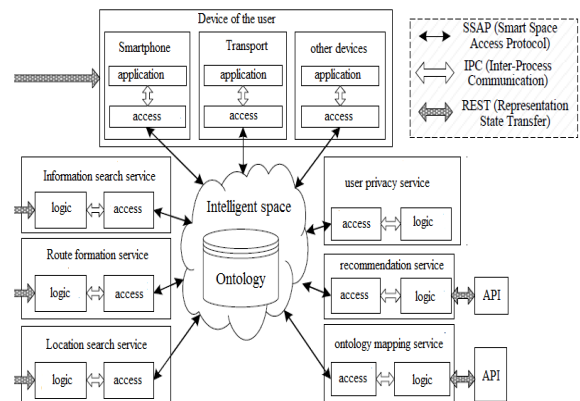 Device of the user
Smartphone
application
access
Transport
application
access
other devices
application
access
SSAP (Smart Space
Access Protocol)
IPC (Inter-Process
Communication)
REST (Representation
State Transfer)
Information search service
logic
access
Route formation service
logic
access
Location search service
logic
access
Intelligent space
Ontology
user privacy service
access
logic
recommendation service
access
logic
API
ontology mapping service
access
logic
API